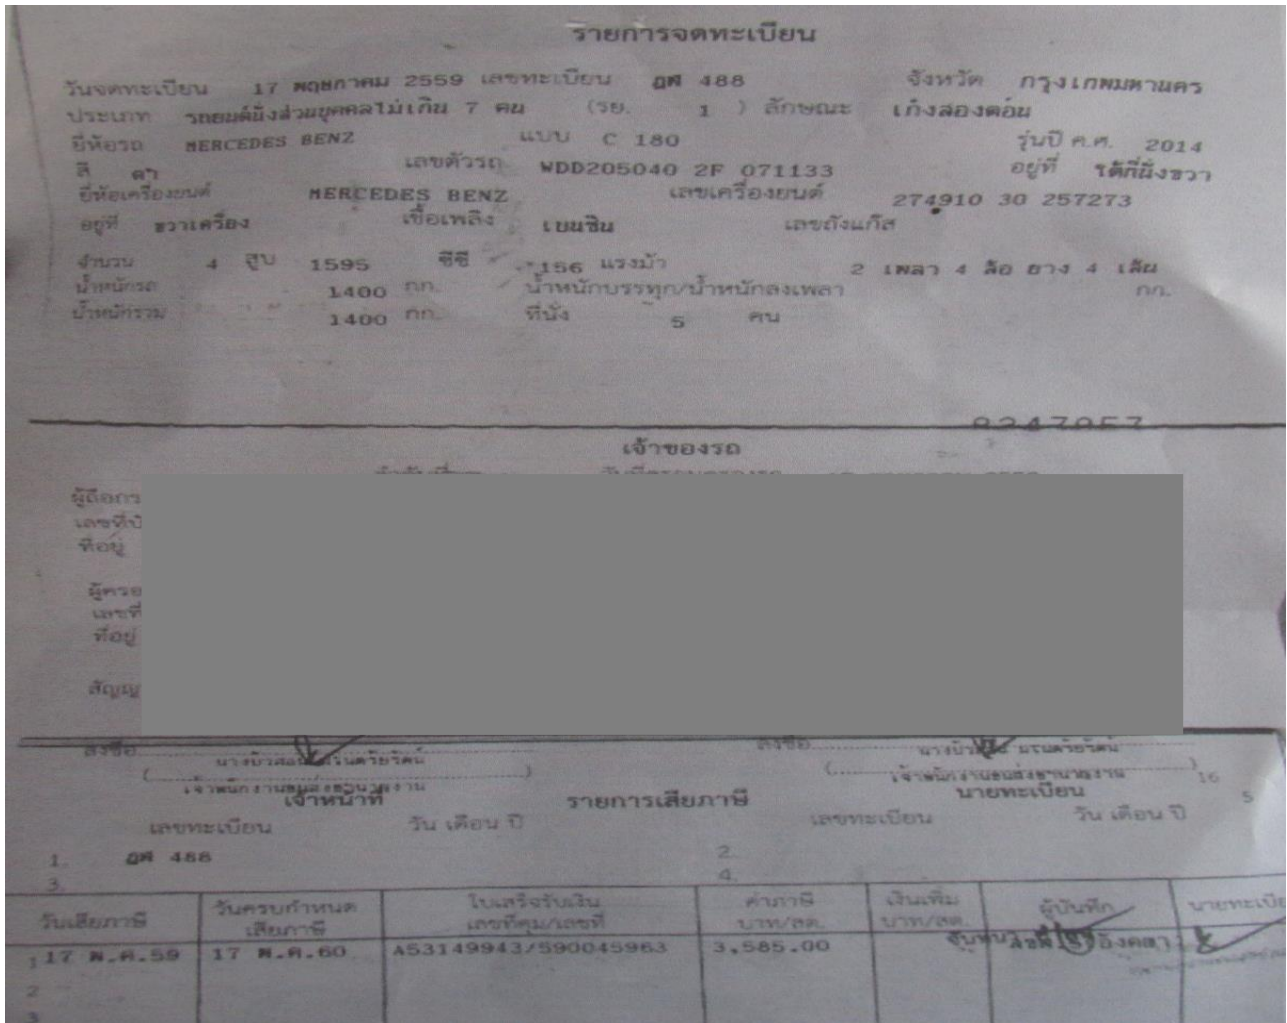 รายการจดทะเบียน
วันจดทะเบียน 17 พฤษภาคม 2559 เลขทะเบียน ฎฬ 488 จังหวัด กรุงเทพมหานคร
ประเภท รถยนต์นั่งส่วนบุคคลไม่เกิน 7 คน (รย. 1 ) ลักษณะ เก๋งสองตอน
ยี่ห้อรถ MERCEDES BENZ แบบ C 180 รุ่นปี ค.ศ. 2014
สี ดำ เลขตัวรถ WDD205040 2F 071133 อยู่ที่ ใต้ที่นั่งขวา
ยี่ห้อเครื่องยนต์ MERCEDES BENZ เลขเครื่องยนต์ 274910 30 257273
อยู่ที่ ขวาเครื่อง เชื้อเพลิง เบนซิน เลขถังแก๊ส
จำนวน 4 สูบ 1595 ซีซี 156 แรงม้า 2 เพลา 4 ล้อ ยาง 4 เส้น
น้ำหนักรถ 1400 กก. น้ำหนักบรรทุก/น้ำหนักลงเพลา กก.
น้ำหนักรวม 1400 กก. ที่นั่ง 5 คน
เจ้าของรถ
ที่อยู่
ที่อยู่
ลงชื่อ ลงชื่อ
เจ้าหน้าที่ รายการเสียภาษี นายทะเบียน
16 5
เลขทะเบียน วัน เดือน ปี เลขทะเบียน วัน เดือน ปี
1. ฎฬ 488 2.
3. 4.
วันเสียภาษี วันครบกำหนด ใบเสร็จรับเงิน ค่าภาษี เงินเพิ่ม ผู้บันทึก
เสียภาษี เลขที่คุม/เลขที่ บาท/สต. บาท/สต.
1 17 พ.ค.59 17 พ.ค.60 A53149943/590045963 3,585.00
2
3